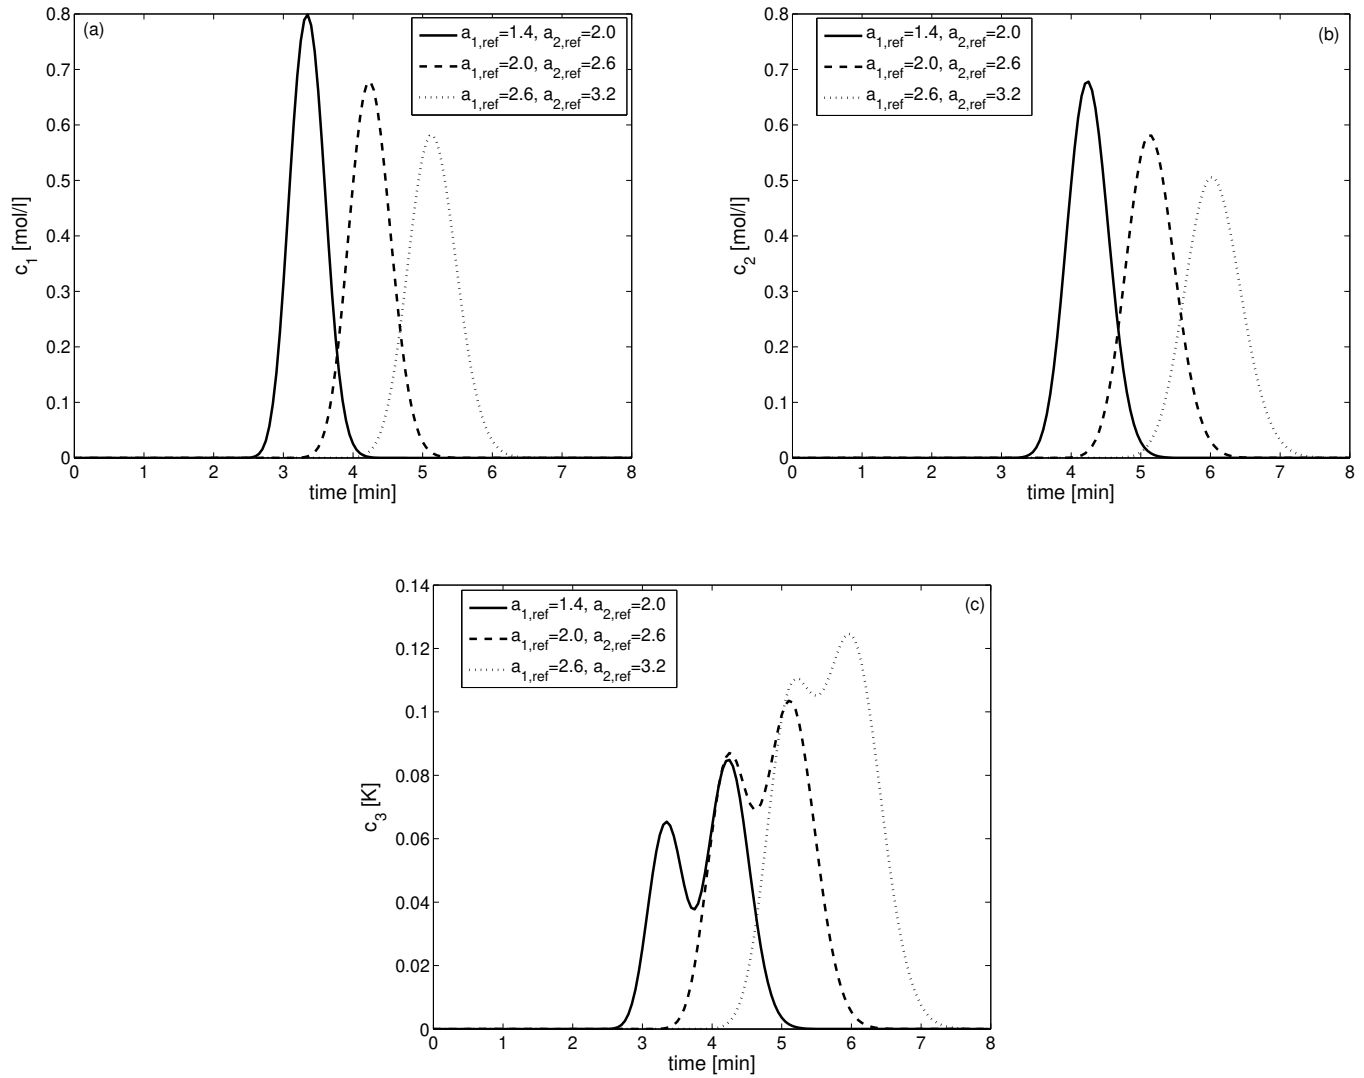 (a)
a1,ref=1.4, a2,ref=2.0
a1,ref=2.0, a2,ref=2.6
a1,ref=2.6, a2,ref=3.2
0.8
0.7
0.6
0.5
0.4
0.3
0.2
0.1
0
c1 [mol/l]
0 1 2 3 4 5 6 7 8
time [min]
(b)
a1,ref=1.4, a2,ref=2.0
a1,ref=2.0, a2,ref=2.6
a1,ref=2.6, a2,ref=3.2
0.8
0.7
0.6
0.5
0.4
0.3
0.2
0.1
0
c2 [mol/l]
0 1 2 3 4 5 6 7 8
time [min]
(c)
a1,ref=1.4, a2,ref=2.0
a1,ref=2.0, a2,ref=2.6
a1,ref=2.6, a2,ref=3.2
0.14
0.12
0.1
0.08
0.06
0.04
0.02
0
c3 [K]
0 1 2 3 4 5 6 7 8
time [min]